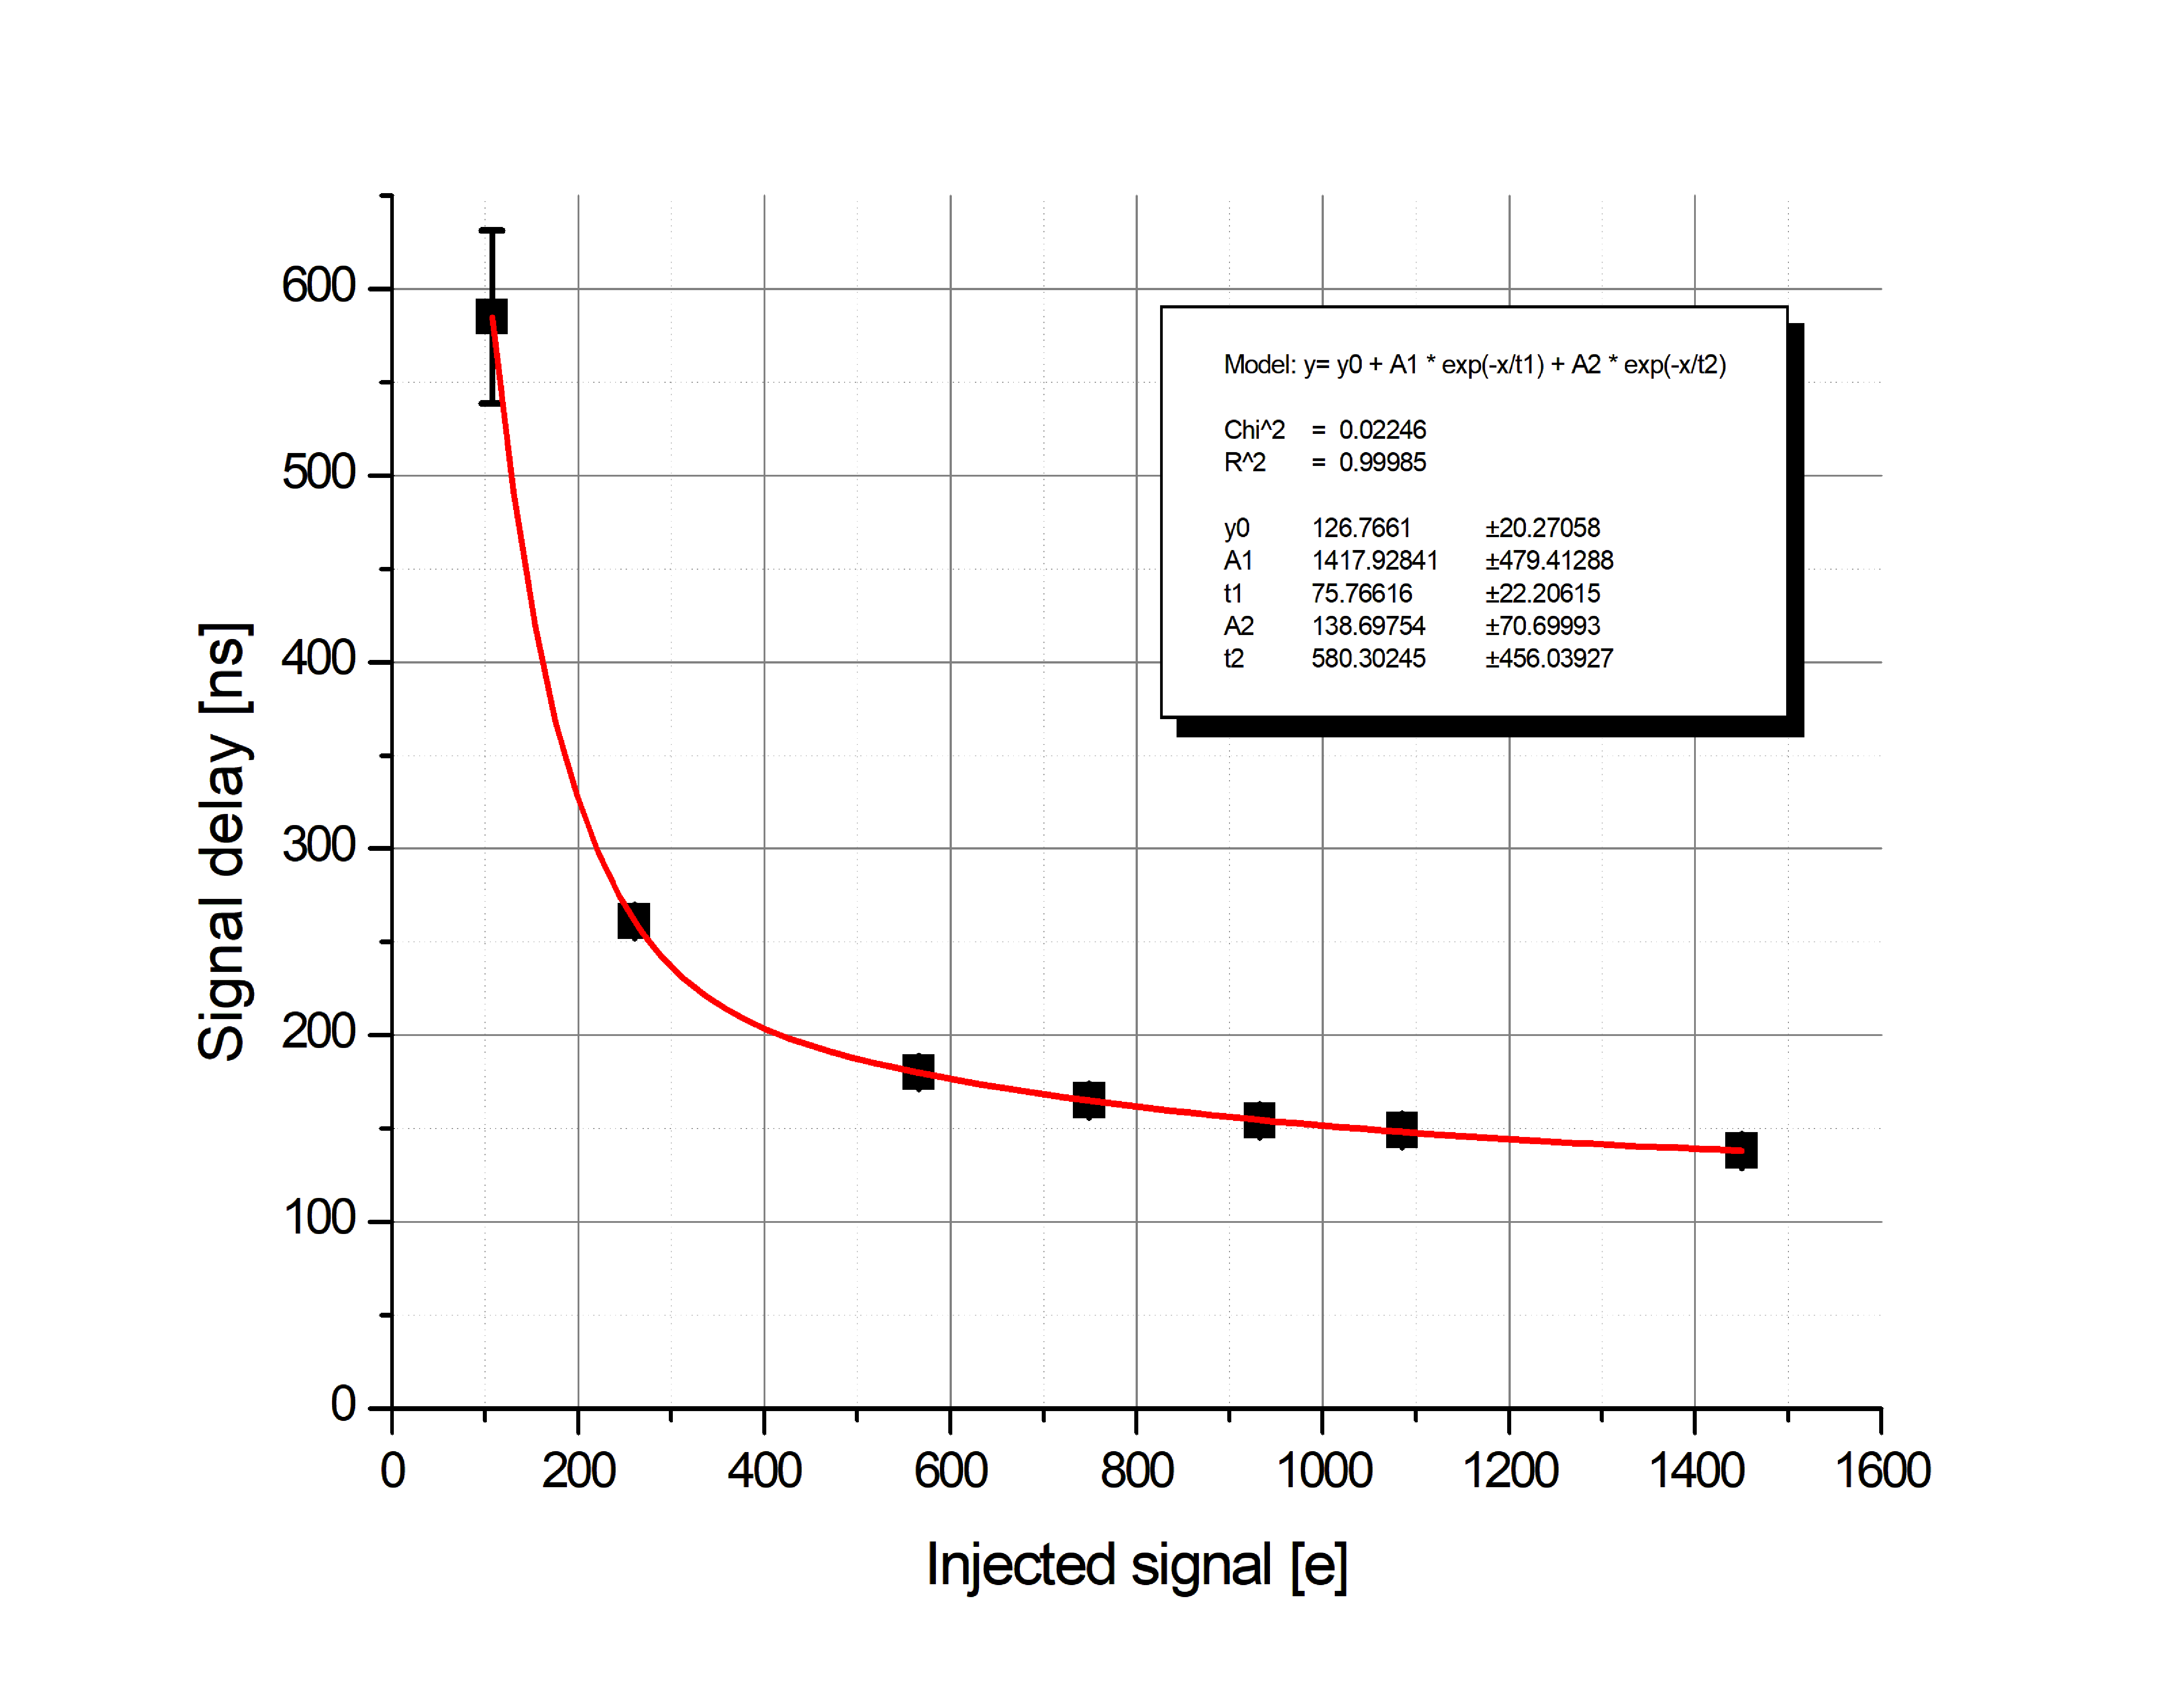 Signal delay [ns]
600
500
400
300
200
100
0
Model: y= y0 + A1 * exp(-x/t1) + A2 * exp(-x/t2)
Chi^2 = 0.02246
R^2 = 0.99985
y0 126.7661 ±20.27058
A1 1417.92841 ±479.41288
t1 75.76616 ±22.20615
A2 138.69754 ±70.69993
t2 580.30245 ±456.03927
0 200 400 600 800 1000 1200 1400 1600
Injected signal [e]